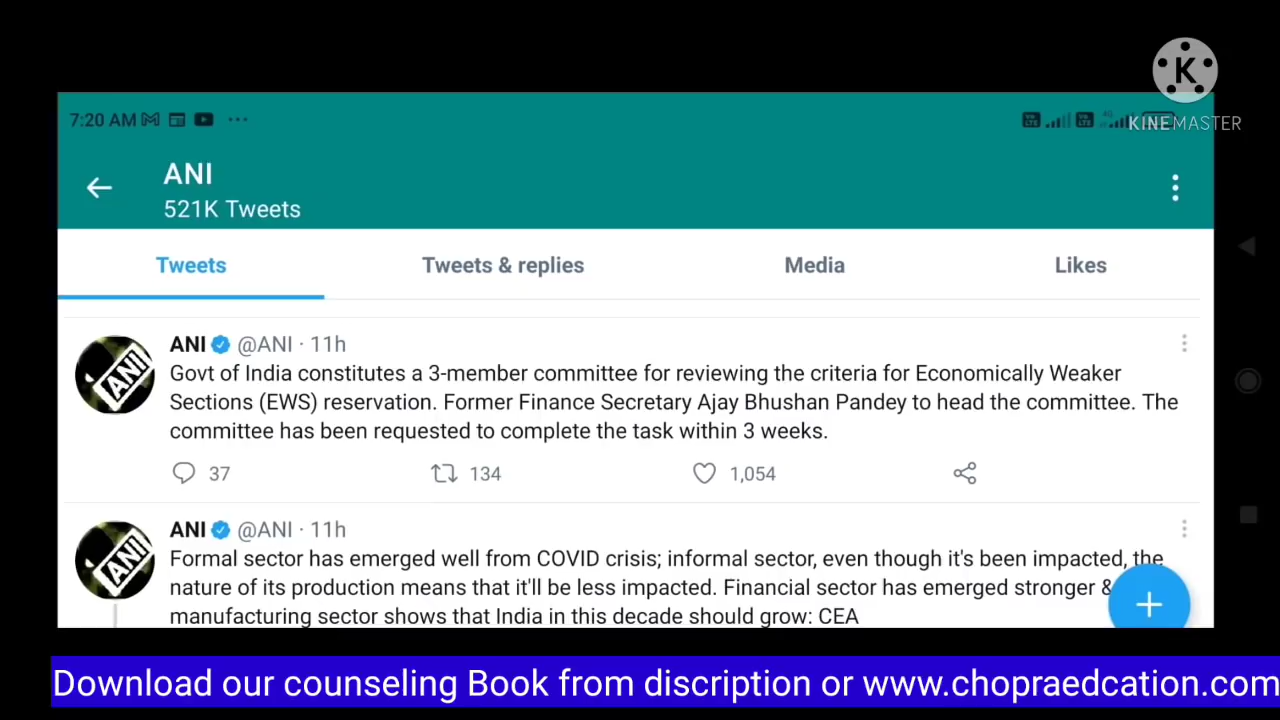 K
KINEMASTER
7:20 AM
ANI
521K Tweets
Tweets Tweets & replies Media Likes
ANI @ANI · 11h
Govt of India constitutes a 3-member committee for reviewing the criteria for Economically Weaker
Sections (EWS) reservation. Former Finance Secretary Ajay Bhushan Pandey to head the committee. The
committee has been requested to complete the task within 3 weeks.
37 134 1,054
ANI @ANI · 11h
Formal sector has emerged well from COVID crisis; informal sector, even though it's been impacted, the
nature of its production means that it'll be less impacted. Financial sector has emerged stronger &
manufacturing sector shows that India in this decade should grow: CEA
Download our counseling Book from discription or www.chopraedcation.com